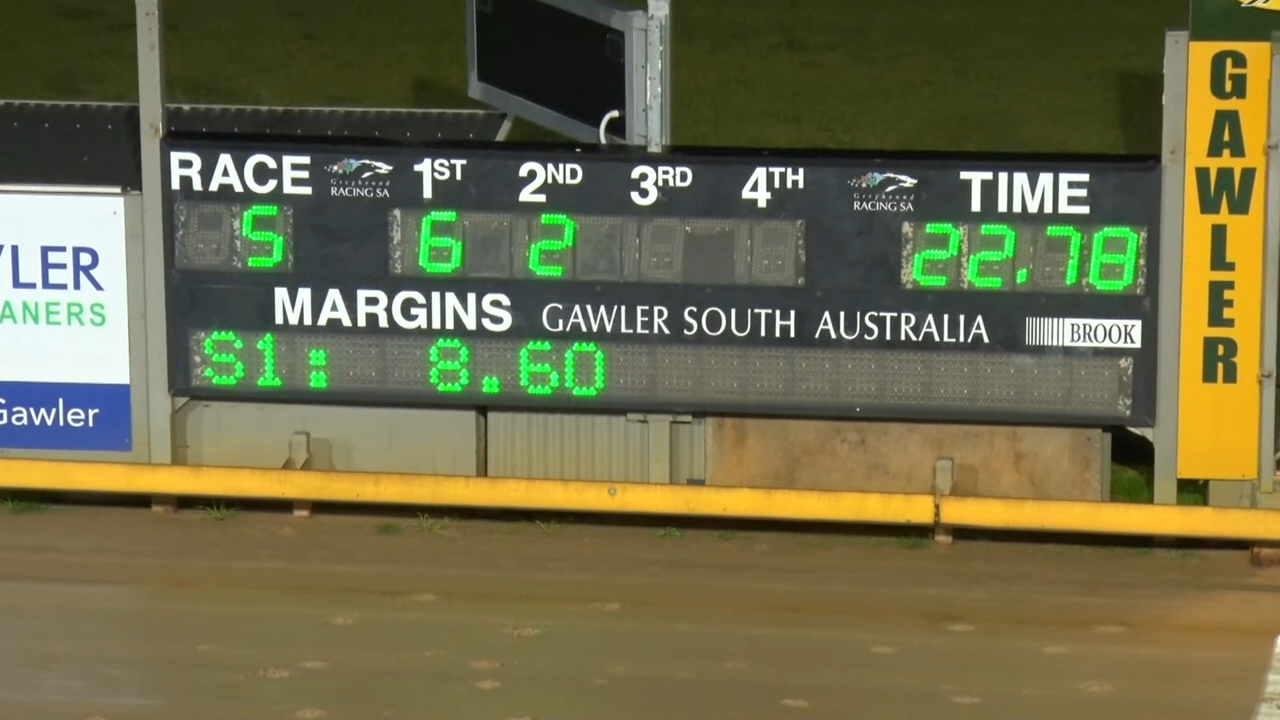 RACE Greyhound RACING SA 1ST 2ND 3RD 4TH Greyhound RACING SA TIME
5 6 2 22.78
MARGINS GAWLER SOUTH AUSTRALIA BROOK
S1: 8.60
GAWLER
LER
ANERS
Gawler